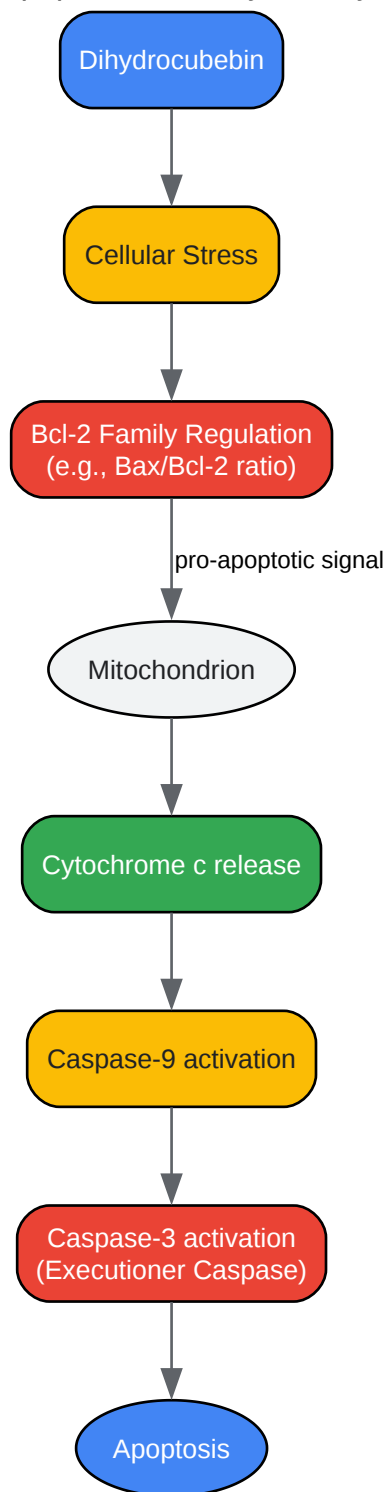 Dihydrocubebin
Cellular Stress
Bcl-2 Family Regulation
(e.g., Bax/Bcl-2 ratio)
pro-apoptotic signal
Mitochondrion
Cytochrome c release
Caspase-9 activation
Caspase-3 activation
(Executioner Caspase)
Apoptosis